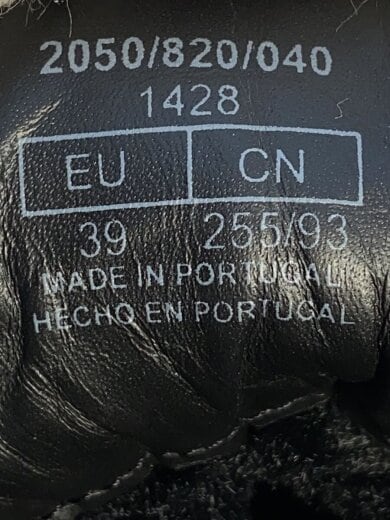 2050/820/040
1428
EU CN
39 255/93
MADE IN PORTUGAL
HECHO EN PORTUGAL